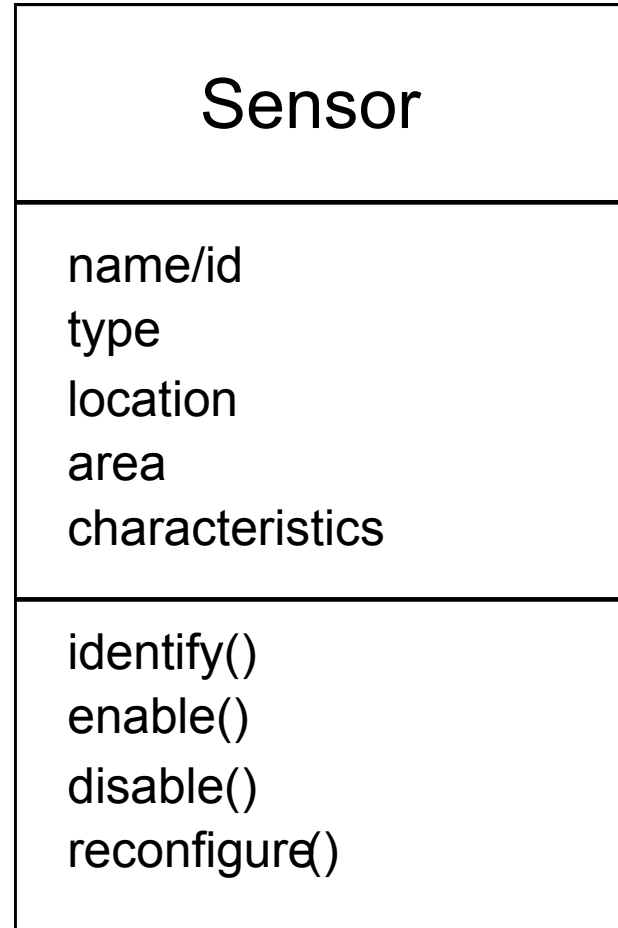 Sensor
name/id
type
location
area
characteristics
identify()
enable()
disable()
reconfigure()